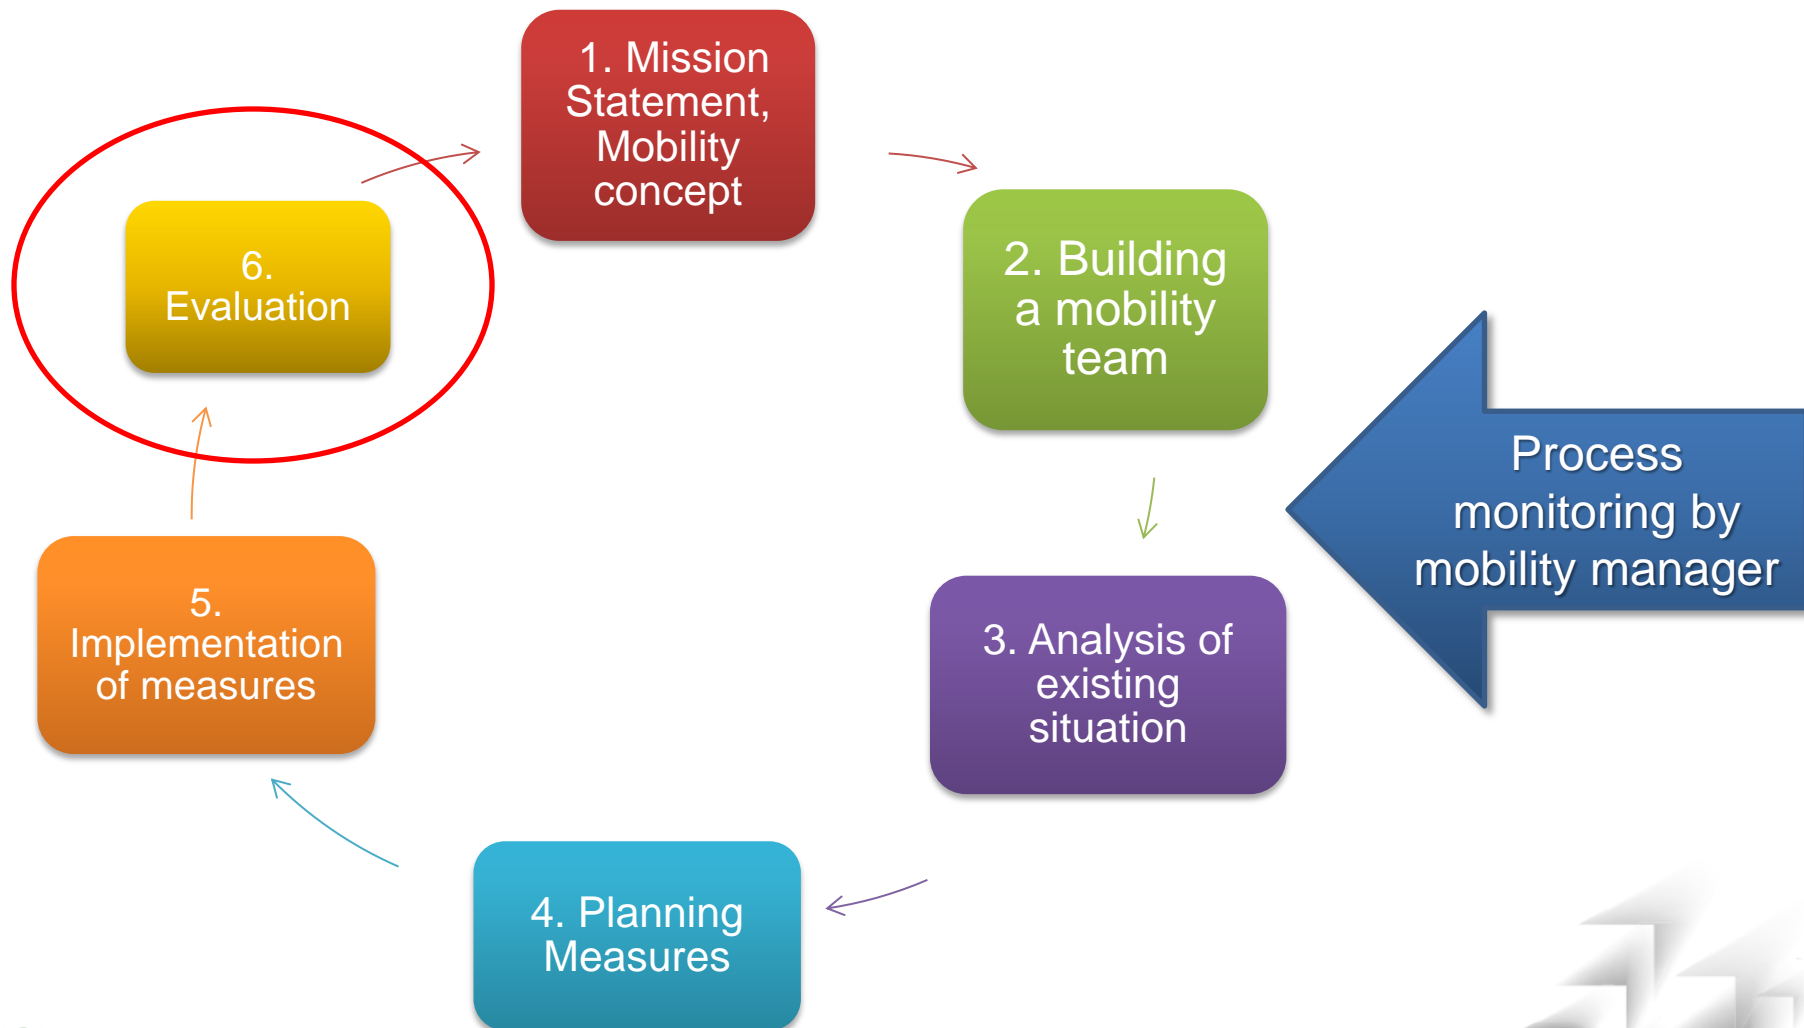 1. Mission
Statement,
Mobility
concept
2. Building
a mobility
team
3. Analysis of
existing
situation
4. Planning
Measures
5.
Implementation
of measures
6.
Evaluation
Process
monitoring by
mobility manager